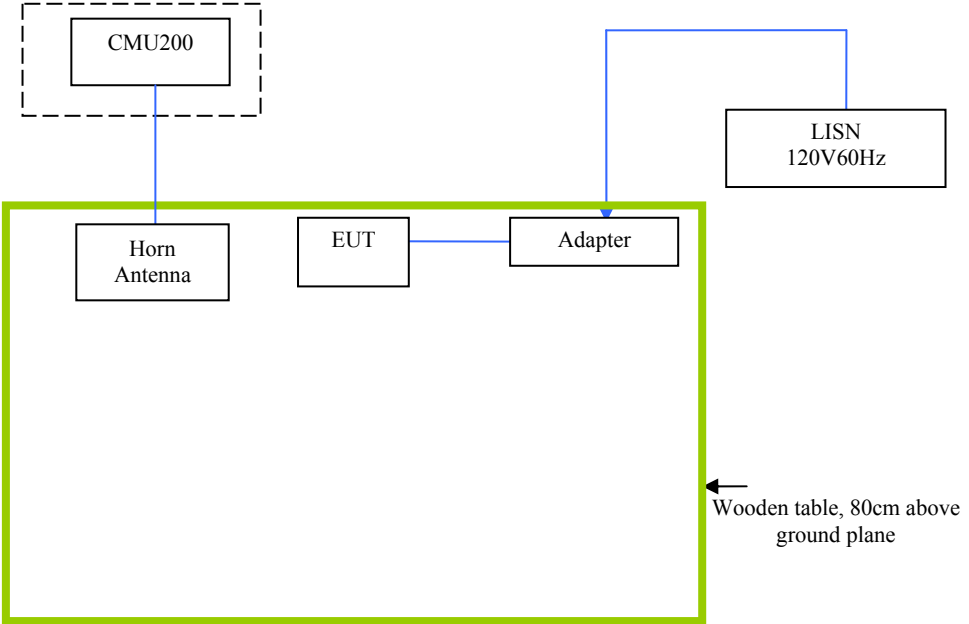 CMU200
LISN
120V60Hz
Horn
Antenna
EUT
Adapter
Wooden table, 80cm above
ground plane